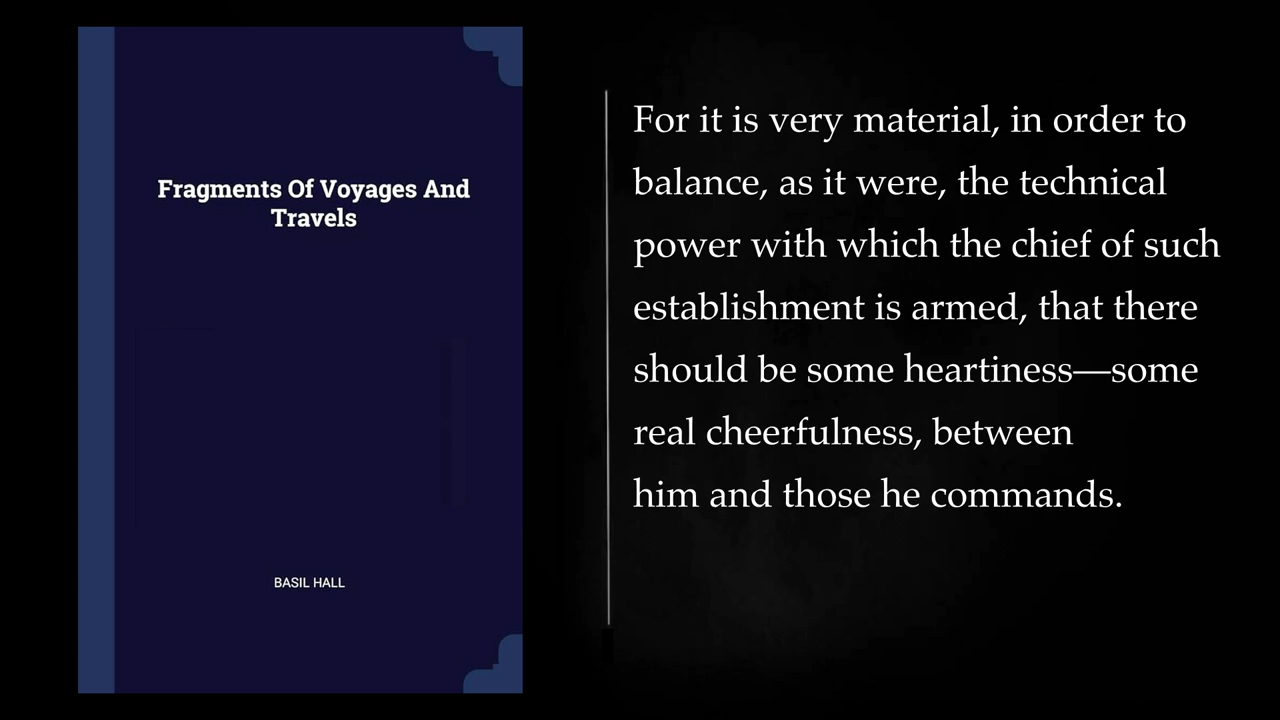 Fragments Of Voyages And
Travels
BASIL HALL
For it is very material, in order to
balance, as it were, the technical
power with which the chief of such
establishment is armed, that there
should be some heartiness—some
real cheerfulness, between
him and those he commands.